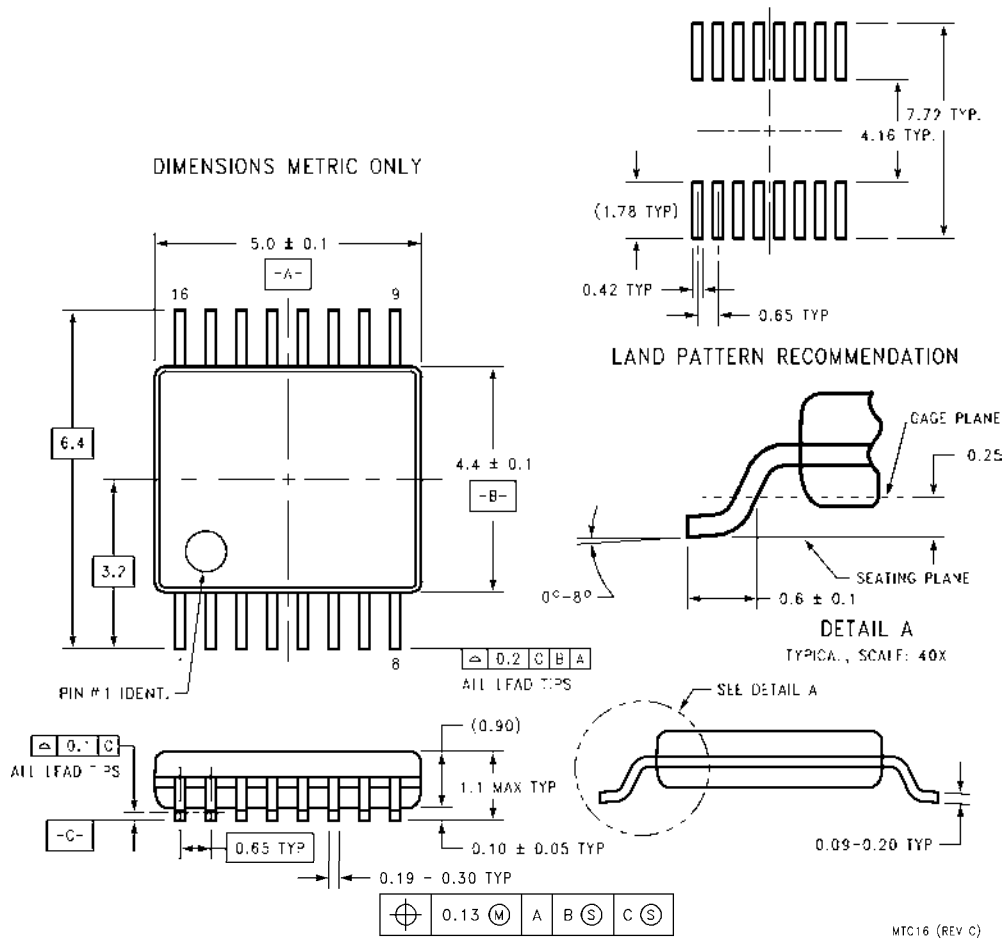 7.72 TYP.
4.16 TYP.
DIMENSIONS METRIC ONLY
(1.78 TYP)
5.0 ± 0.1
-A-
16
9
0.42 TYP
0.65 TYP
LAND PATTERN RECOMMENDATION
GAGE PLANE
6.4
4.4 ± 0.1
-B-
0.25
3.2
SEATING PLANE
0°-8°
0.6 ± 0.1
DETAIL A
TYPICAL, SCALE: 40X
8
0.2 C B A
ALL LEAD TIPS
PIN #1 IDENT.
SEE DETAIL A
(0.90)
0.1 C
ALL LEAD TIPS
1.1 MAX TYP
-C-
0.65 TYP
0.10 ± 0.05 TYP
0.09-0.20 TYP
0.19 - 0.30 TYP
0.13 Ⓜ A B Ⓢ C Ⓢ
MTC16 (REV C)